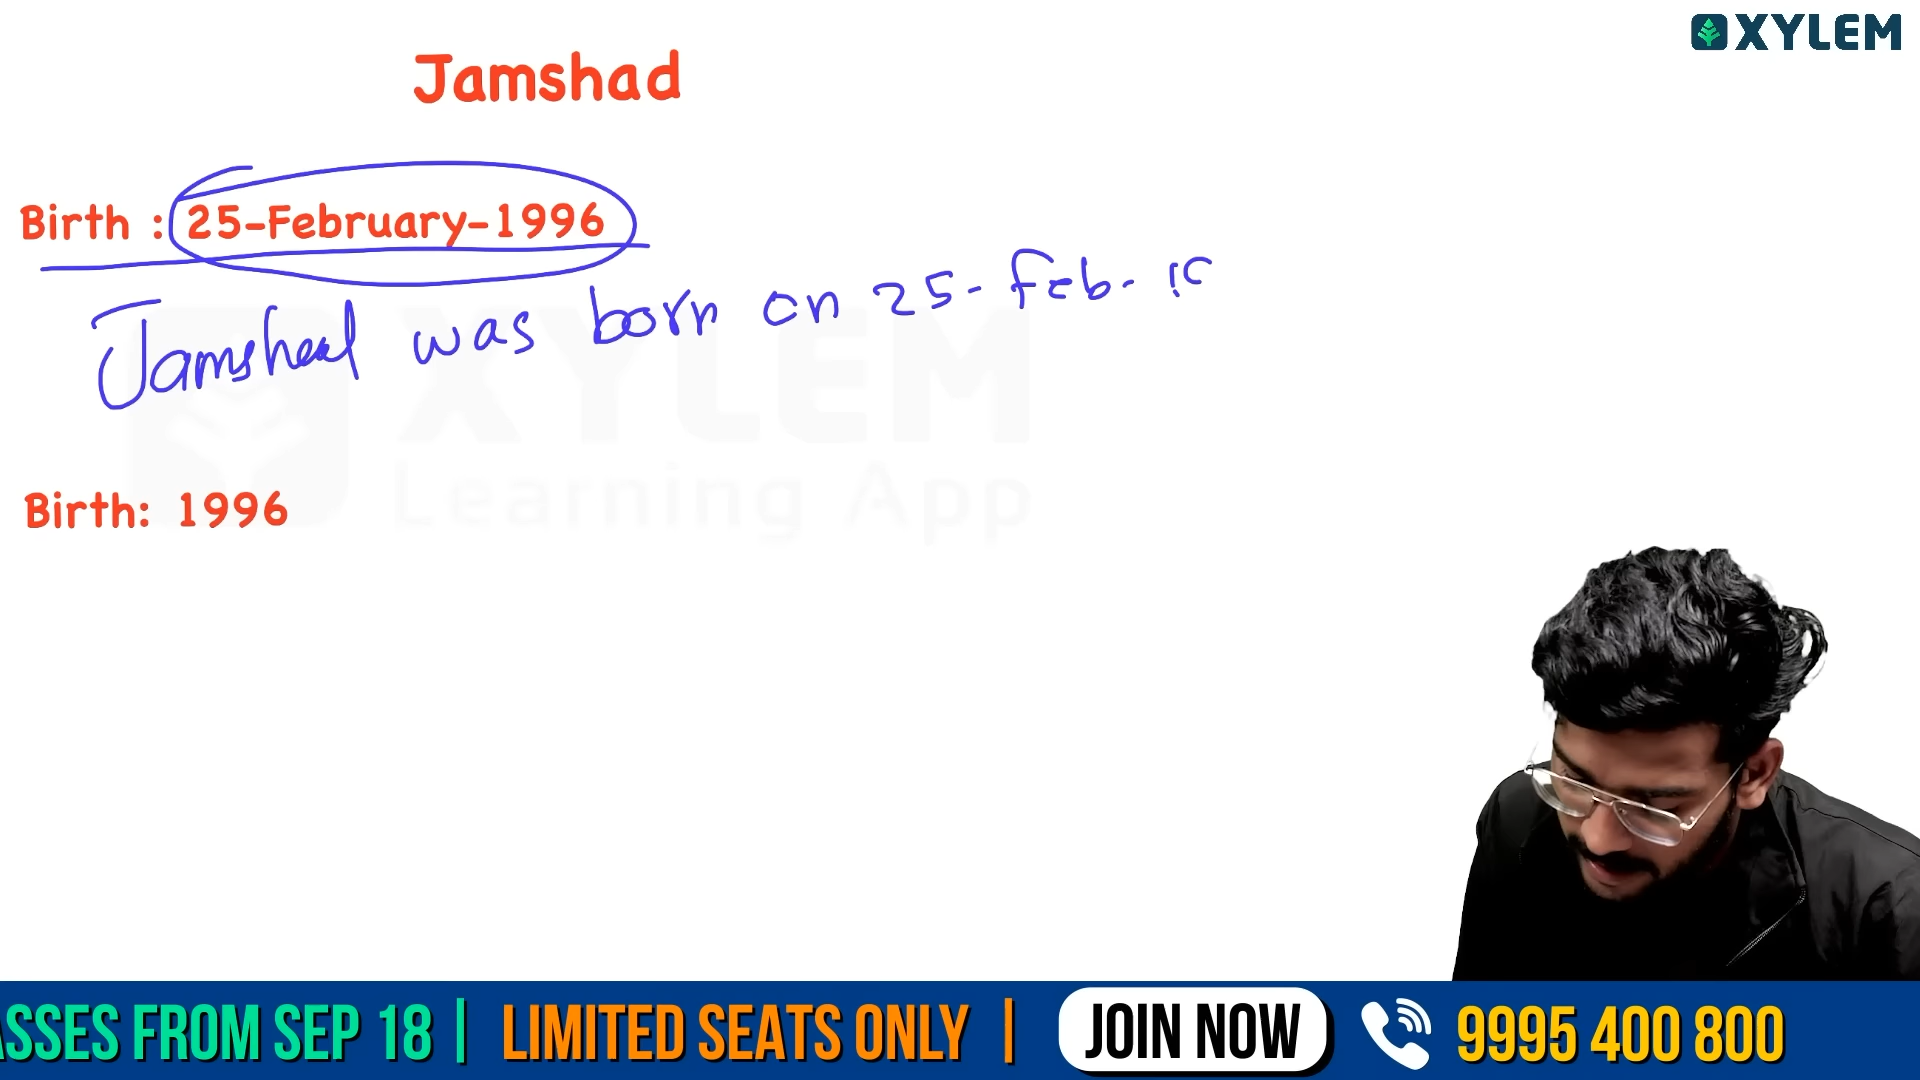 XYLEM
Jamshad
Birth : 25-February-1996
Jamshad was born on 25- Feb-
XYLEM
Learning App
Birth: 1996
ASSES FROM SEP 18 | LIMITED SEATS ONLY | JOIN NOW 9995 400 800